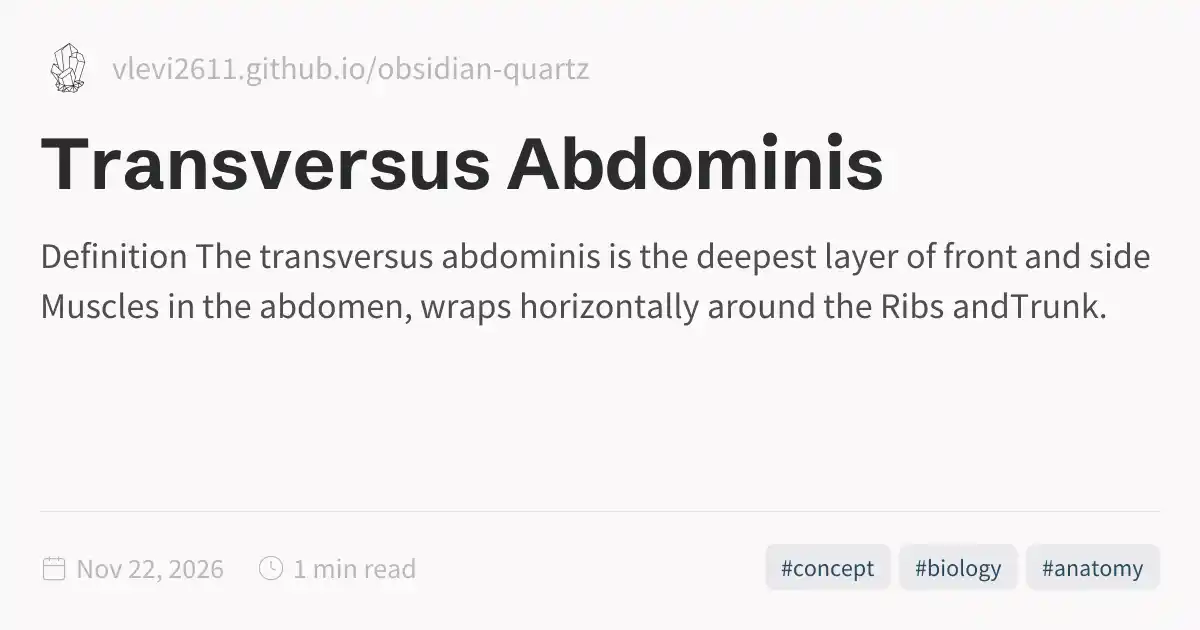 vlevi2611.github.io/obsidian-quartz
Transversus Abdominis
Definition The transversus abdominis is the deepest layer of front and side
Muscles in the abdomen, wraps horizontally around the Ribs andTrunk.
Nov 22, 2026 1 min read #concept #biology #anatomy